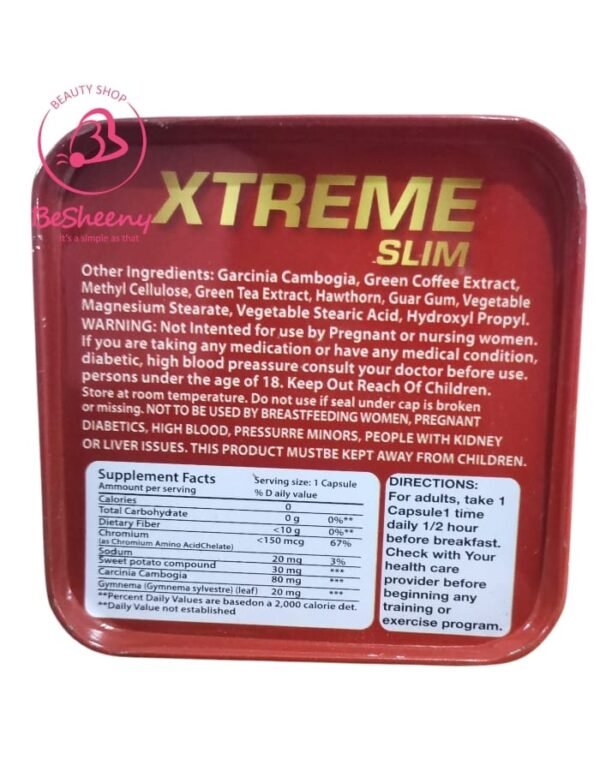 BEAUTY SHOP
BeSheeny
it's a simple as that
XTREME
SLIM
Other Ingredients: Garcinia Cambogia, Green Coffee Extract,
Methyl Cellulose, Green Tea Extract, Hawthorn, Guar Gum, Vegetable
Magnesium Stearate, Vegetable Stearic Acid, Hydroxyl Propyl.
WARNING: Not Intented for use by Pregnant or nursing women.
If you are taking any medication or have any medical condition,
diabetic, high blood preassure consult your doctor before use.
persons under the age of 18. Keep Out Reach Of Children.
Store at room temperature. Do not use if seal under cap is broken
or missing. NOT TO BE USED BY BREASTFEEDING WOMEN, PREGNANT
DIABETICS, HIGH BLOOD, PRESSURRE MINORS, PEOPLE WITH KIDNEY
OR LIVER ISSUES. THIS PRODUCT MUSTBE KEPT AWAY FROM CHILDREN.
Supplement Facts Serving size: 1 Capsule
Ammount per serving % D aily value
Calories 0
Total Carbohydrate 0 g 0%**
Dietary Fiber <10 g 0%**
Chromium <150 mcg 67%
(as Chromium Amino AcidChelate)
Sodum 20 mg 3%
Sweet potato compound 30 mg ***
Carcinia Cambogia 80 mg ***
Gymnema (Gymnema sylvestre) (leaf) 20 mg ***
**Percent Daily Values are basedon a 2,000 calorie det.
**Daily Value not established
DIRECTIONS:
For adults, take 1
Capsule1 time
daily 1/2 hour
before breakfast.
Check with Your
health care
provider before
beginning any
training or
exercise program.